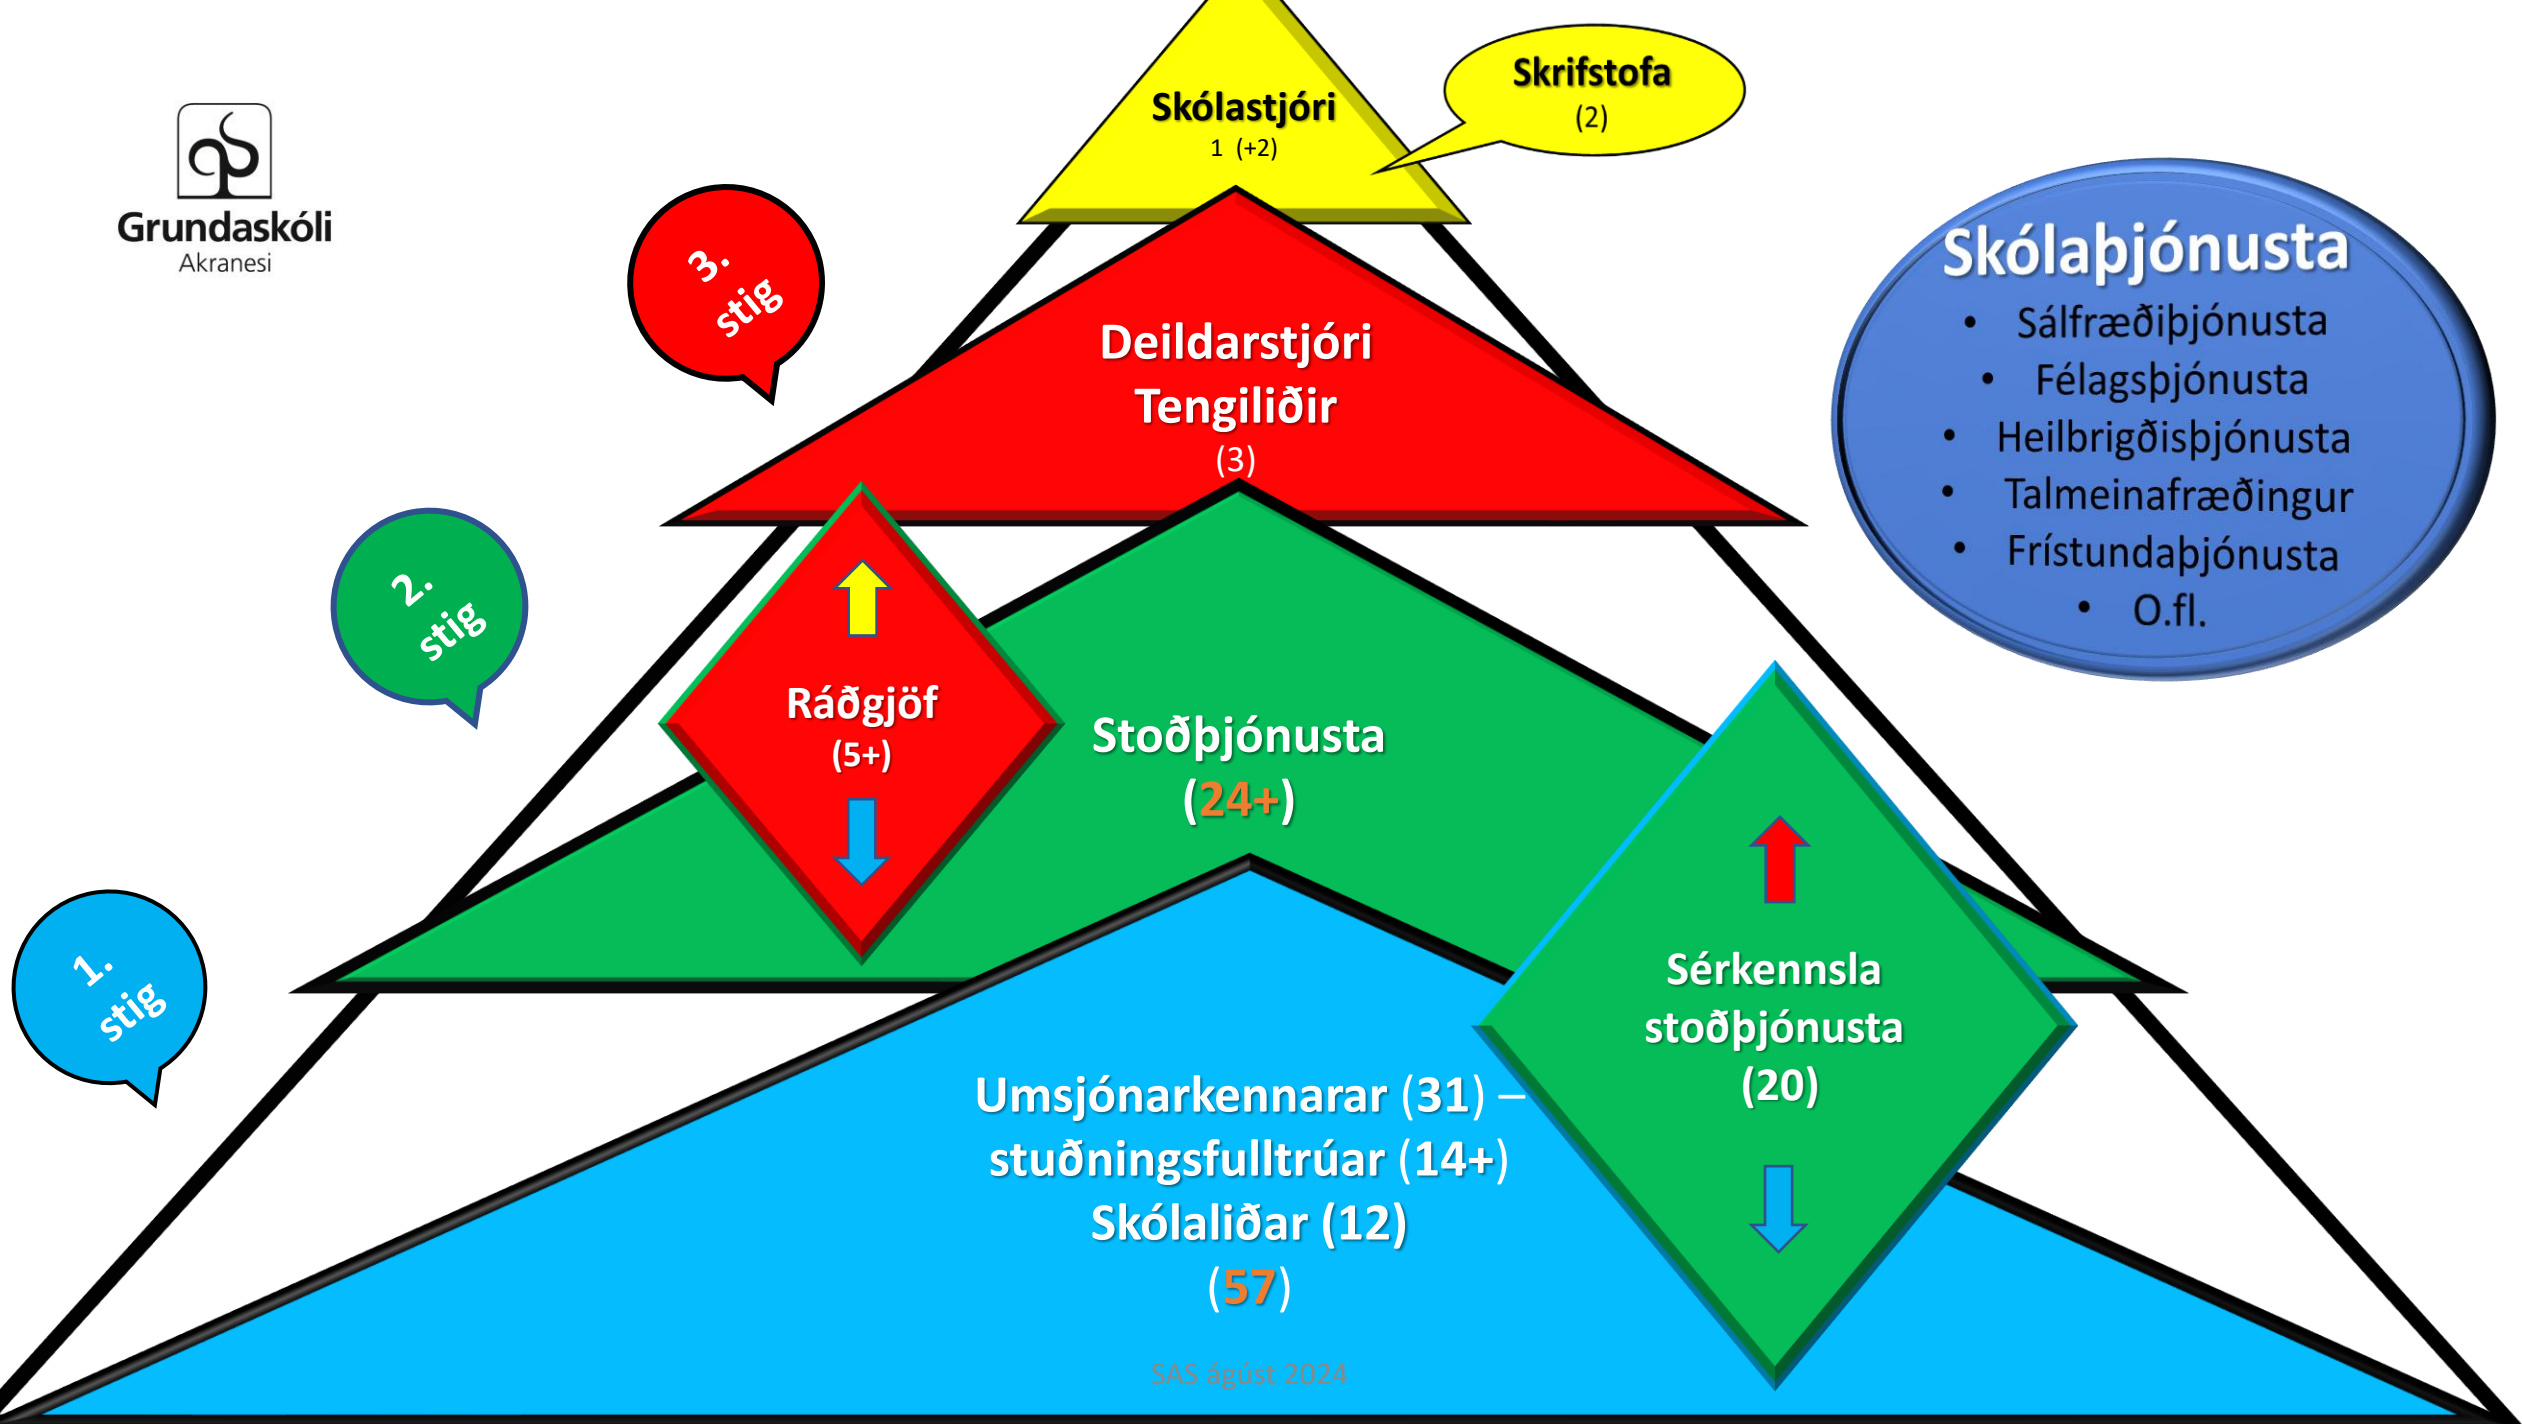 Skólastjóri
1 (+2)
Skrifstofa
(2)
Grundaskóli
Akranesi
3.
stig
Deildarstjóri
Tengiliðir
(3)
Skólaþjónusta
• Sálfræðiþjónusta
• Félagsþjónusta
• Heilbrigðisþjónusta
• Talmeinafræðingur
• Frístundaþjónusta
• O.fl.
2.
stig
Ráðgjöf
(5+)
Stoðþjónusta
(24+)
1.
stig
Sérkennsla
stoðþjónusta
(20)
Umsjónarkennarar (31) –
stuðningsfulltrúar (14+)
Skólaliðar (12)
(57)
SAS ágúst 2024